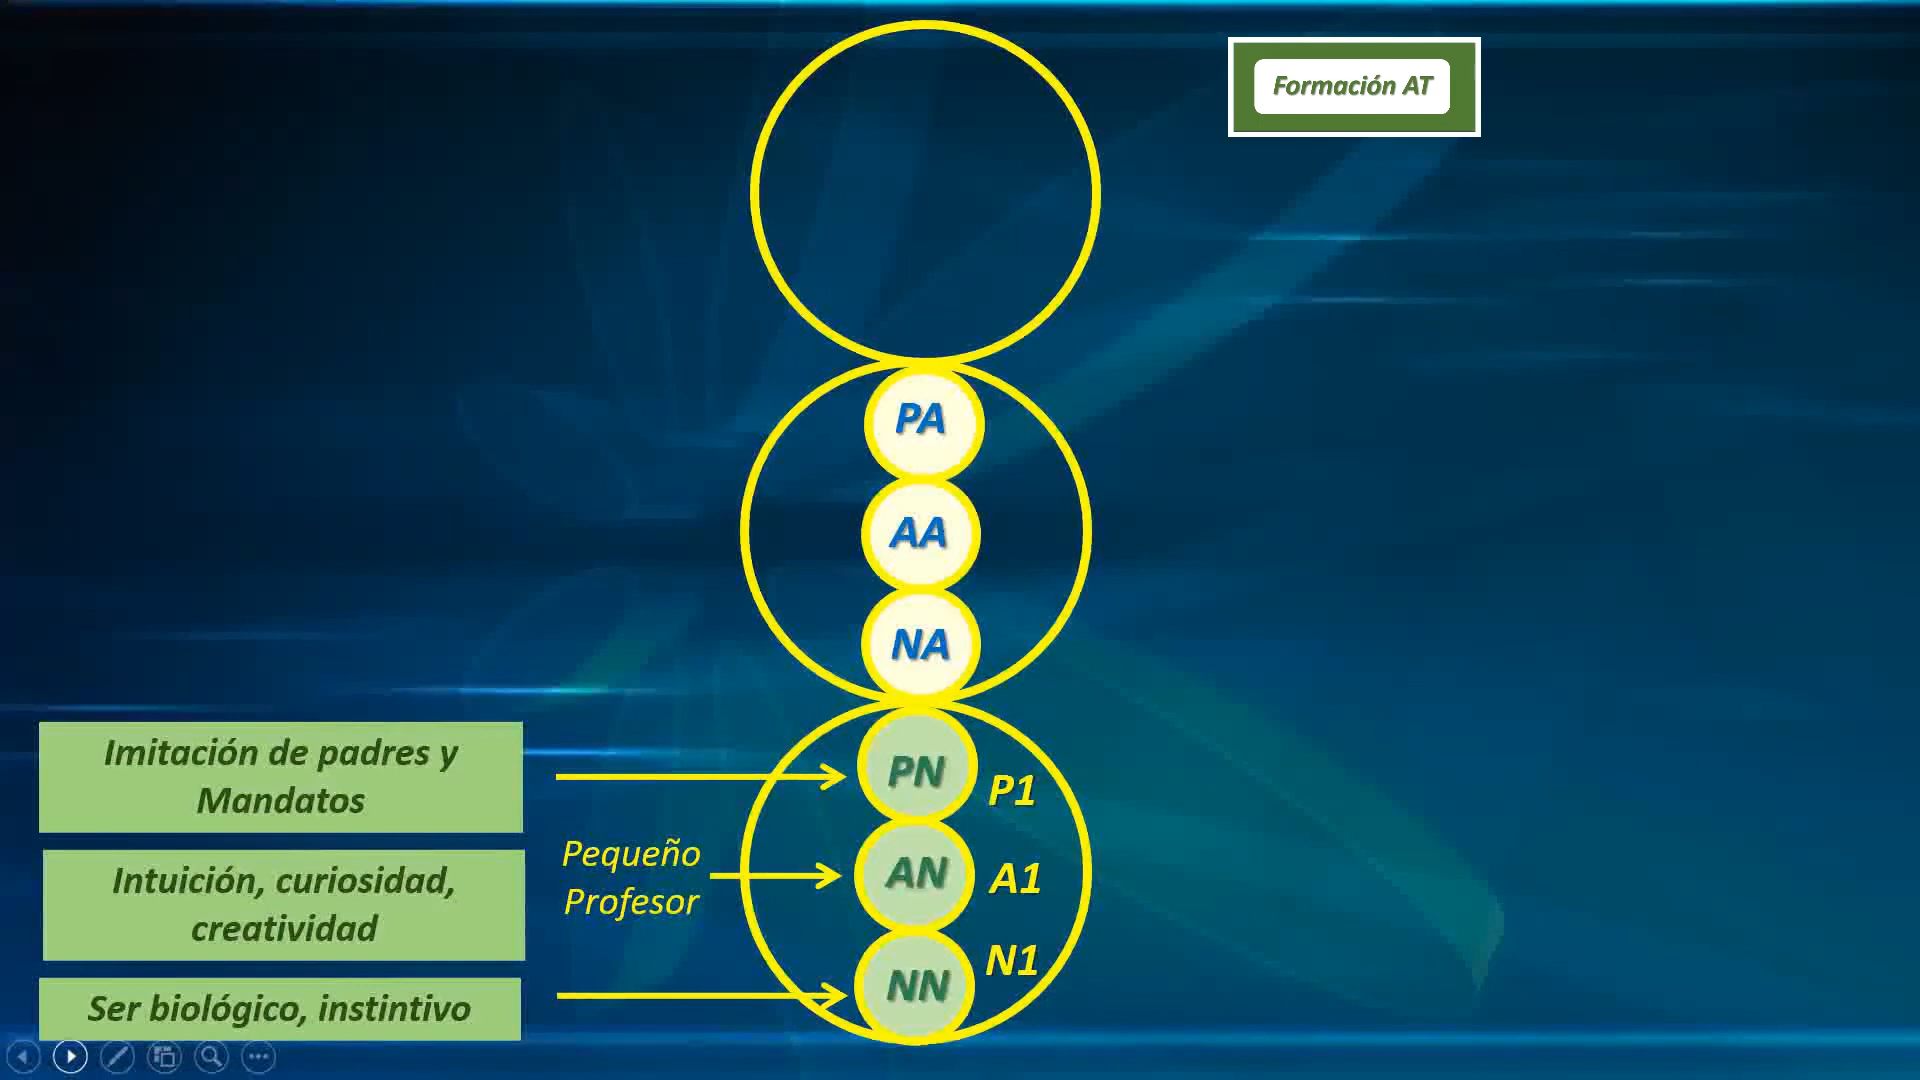 Formación AT
PA
AA
NA
Imitación de padres y
Mandatos
PN
P1
Intuición, curiosidad,
creatividad
Pequeño
Profesor
AN
A1
Ser biológico, instintivo
NN
N1